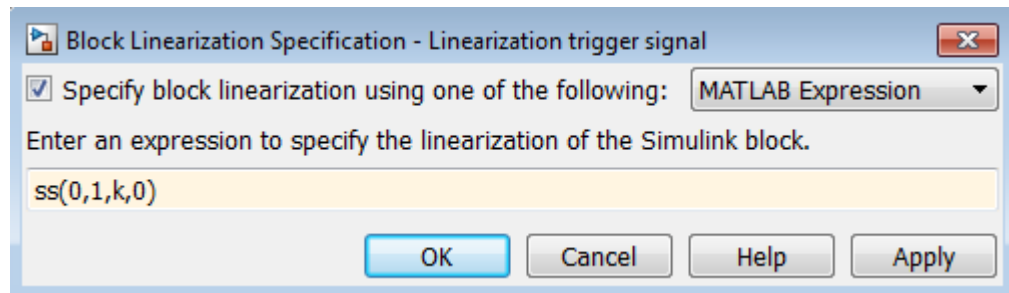 Block Linearization Specification - Linearization trigger signal
Specify block linearization using one of the following: MATLAB Expression
Enter an expression to specify the linearization of the Simulink block.
ss(0,1,k,0)
OK Cancel Help Apply